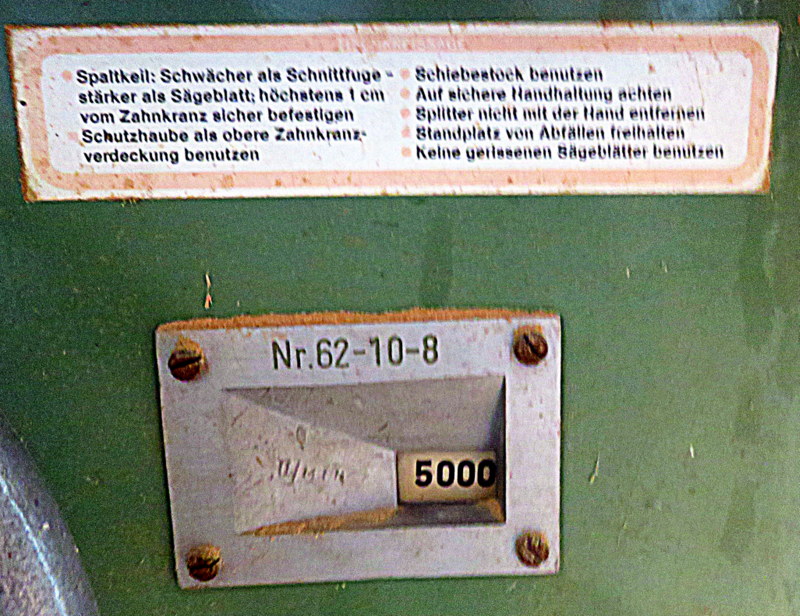 Spaltkeil: Schwächer als Schnittfuge -
stärker als Sägeblatt; höchstens 1 cm
vom Zahnkranz sicher befestigen
Schutzhaube als obere Zahnkranz-
verdeckung benutzen
Schiebestock benutzen
Auf sichere Handhaltung achten
Splitter nicht mit der Hand entfernen
Standplatz von Abfällen freihalten
Keine gerissenen Sägeblätter benutzen
Nr.62-10-8
U/min
5000